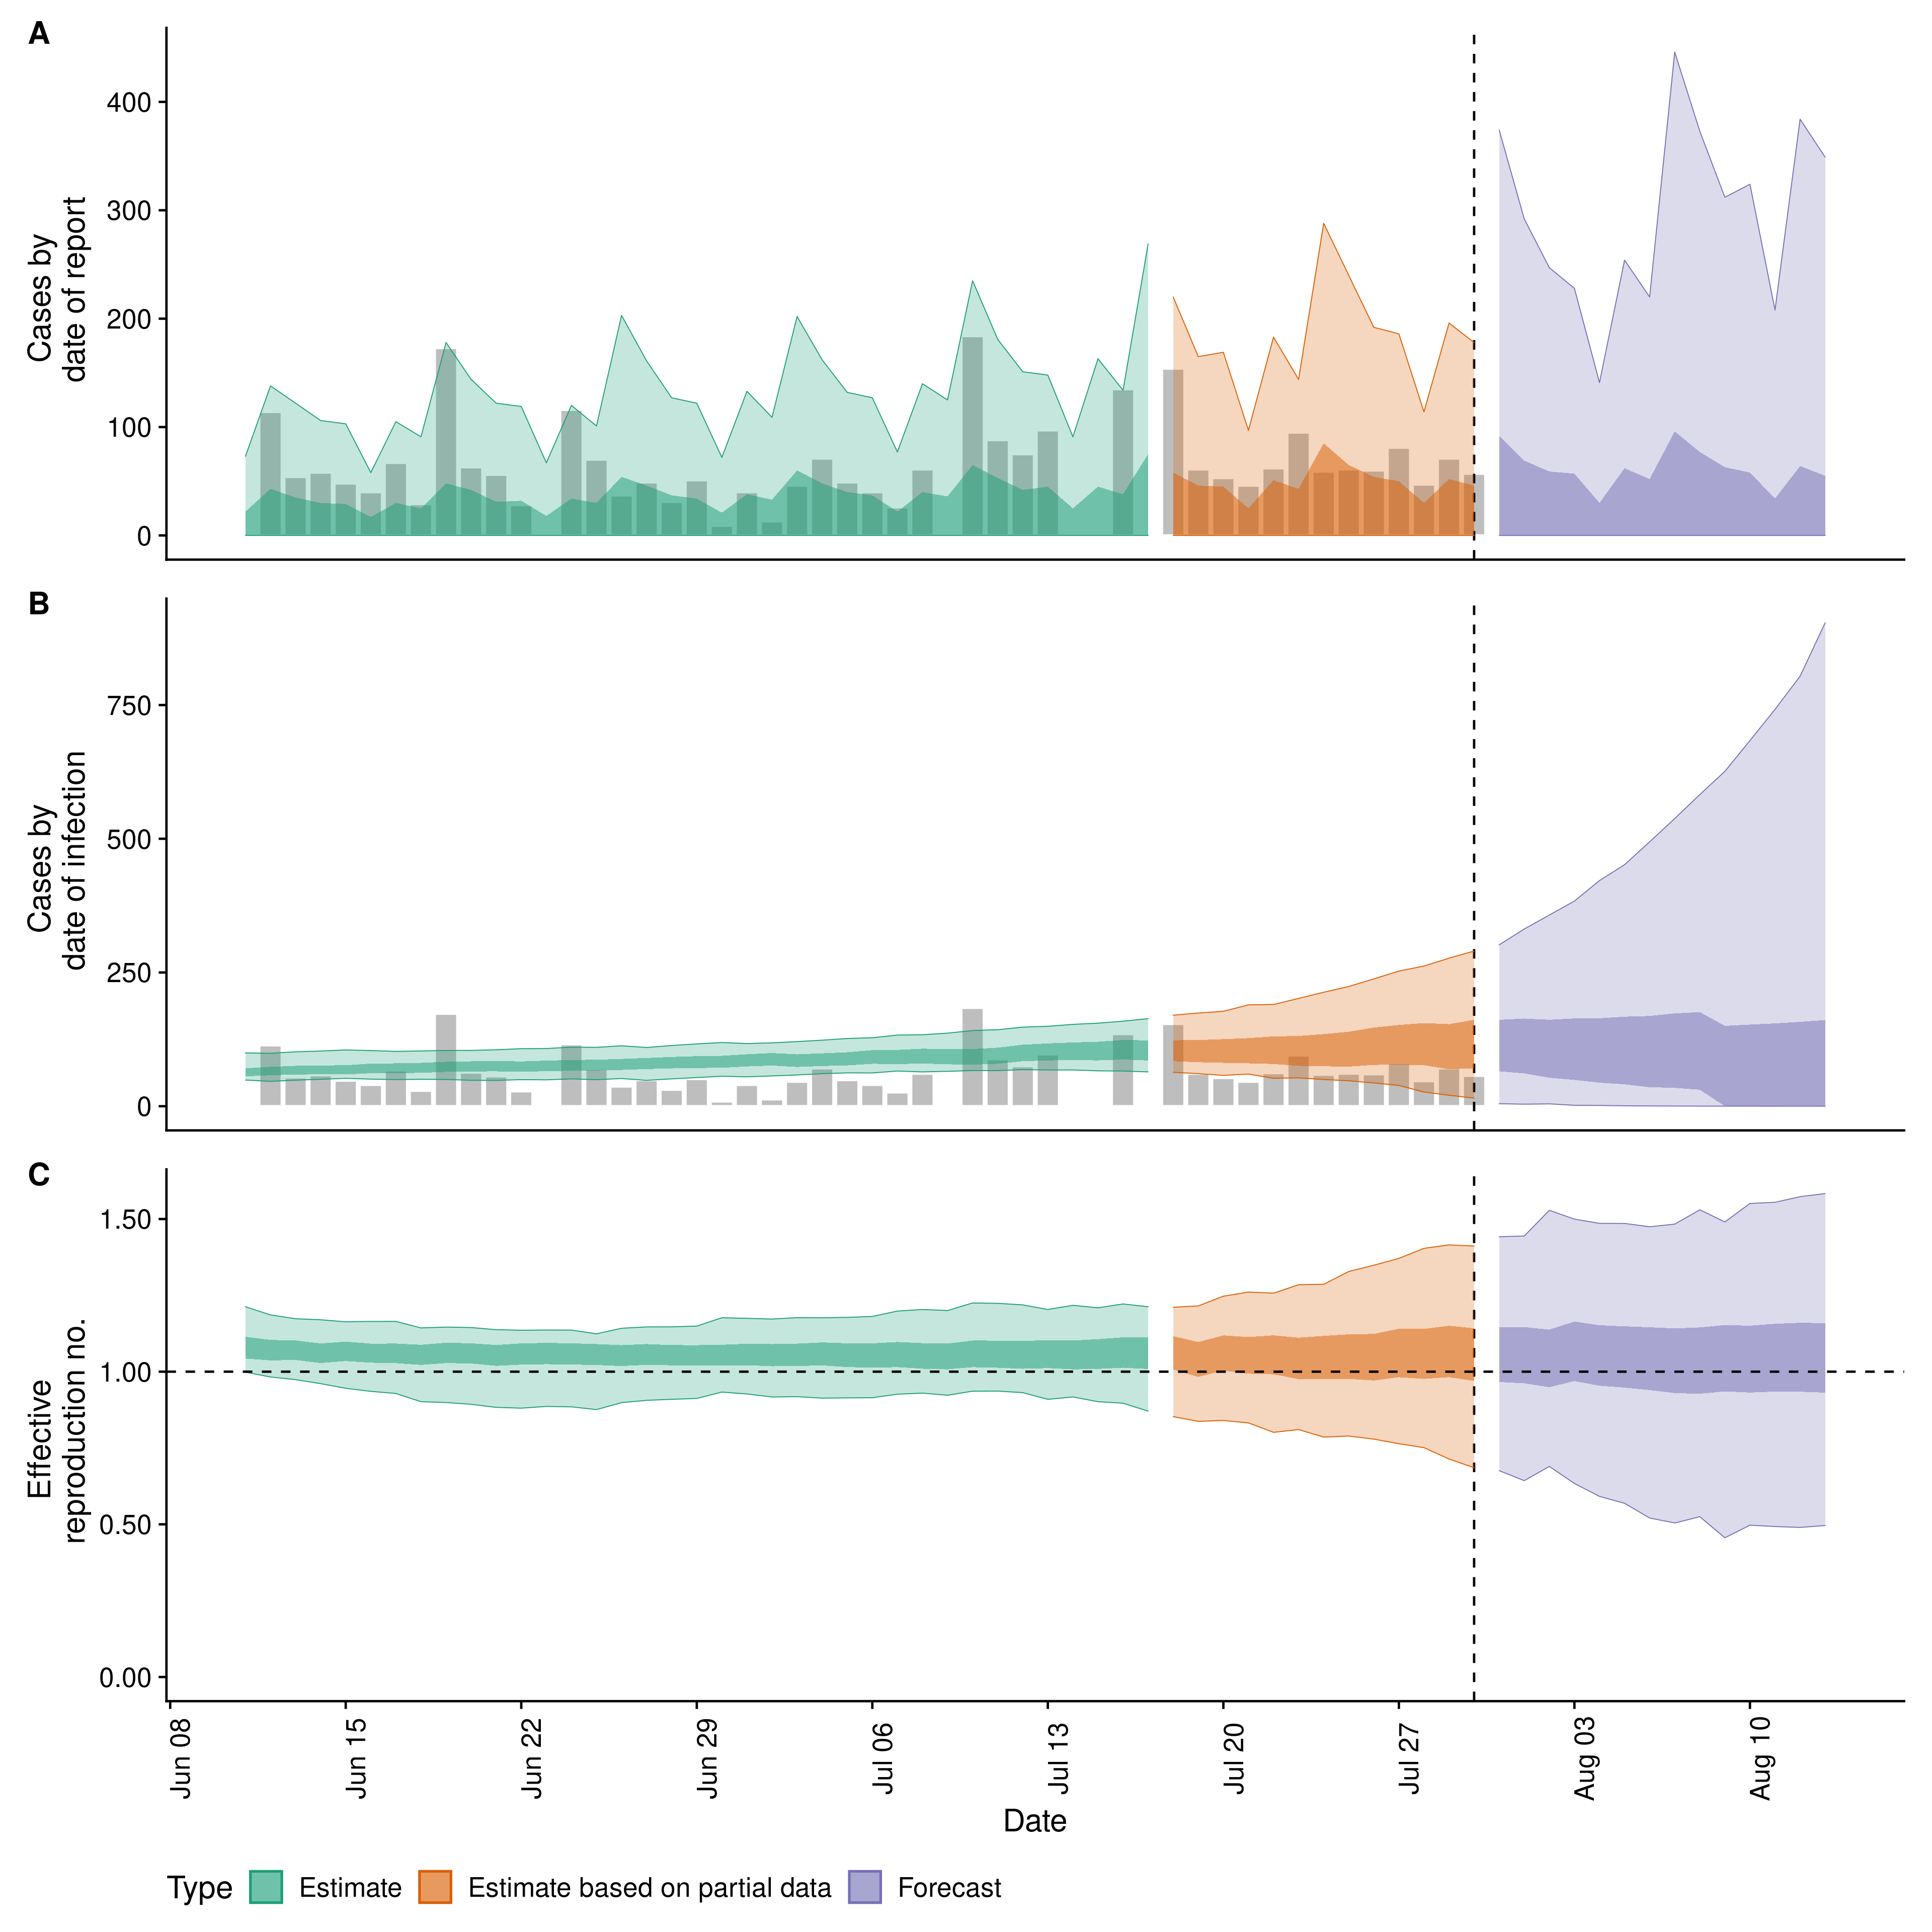 A
Cases by
date of report
400
300
200
100
0
B
Cases by
date of infection
750
500
250
0
C
Effective
reproduction no.
1.50
1.00
0.50
0.00
Jun 08
Jun 15
Jun 22
Jun 29
Jul 06
Jul 13
Jul 20
Jul 27
Aug 03
Aug 10
Date
Type Estimate Estimate based on partial data Forecast